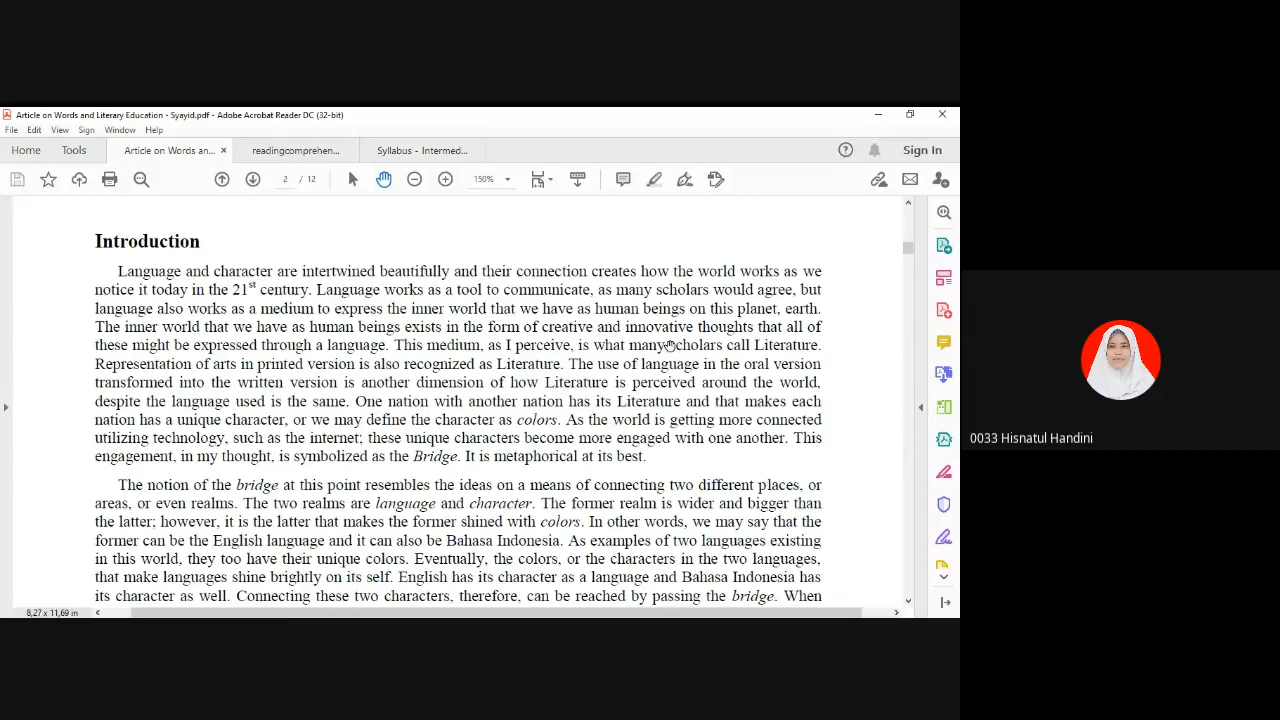 Article on Words and Literary Education - Syayid.pdf - Adobe Acrobat Reader DC (32-bit)
File Edit View Sign Window Help
Home Tools Article on Words an... × readingcomprehen... Syllabus - Intermed... Sign In
2 / 12 150%
Introduction
Language and character are intertwined beautifully and their connection creates how the world works as we
notice it today in the 21st century. Language works as a tool to communicate, as many scholars would agree, but
language also works as a medium to express the inner world that we have as human beings on this planet, earth.
The inner world that we have as human beings exists in the form of creative and innovative thoughts that all of
these might be expressed through a language. This medium, as I perceive, is what many scholars call Literature.
Representation of arts in printed version is also recognized as Literature. The use of language in the oral version
transformed into the written version is another dimension of how Literature is perceived around the world,
despite the language used is the same. One nation with another nation has its Literature and that makes each
nation has a unique character, or we may define the character as colors. As the world is getting more connected
utilizing technology, such as the internet; these unique characters become more engaged with one another. This
engagement, in my thought, is symbolized as the Bridge. It is metaphorical at its best.
The notion of the bridge at this point resembles the ideas on a means of connecting two different places, or
areas, or even realms. The two realms are language and character. The former realm is wider and bigger than
the latter; however, it is the latter that makes the former shined with colors. In other words, we may say that the
former can be the English language and it can also be Bahasa Indonesia. As examples of two languages existing
in this world, they too have their unique colors. Eventually, the colors, or the characters in the two languages,
that make languages shine brightly on its self. English has its character as a language and Bahasa Indonesia has
its character as well. Connecting these two characters, therefore, can be reached by passing the bridge. When
8,27 x 11,69 in
0033 Hisnatul Handini